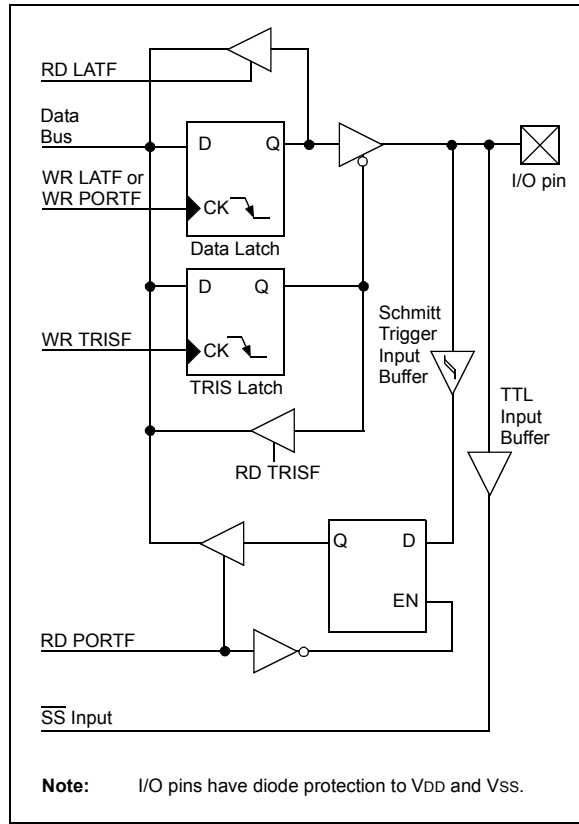 RD LATF
Data
Bus
D
Q
WR LATF or
WR PORTF
CK
I/O pin
Data Latch
D
Q
WR TRISF
CK
TRIS Latch
Schmitt
Trigger
Input
Buffer
TTL
Input
Buffer
RD TRISF
Q
D
EN
RD PORTF
SS Input
Note: I/O pins have diode protection to VDD and VSS.